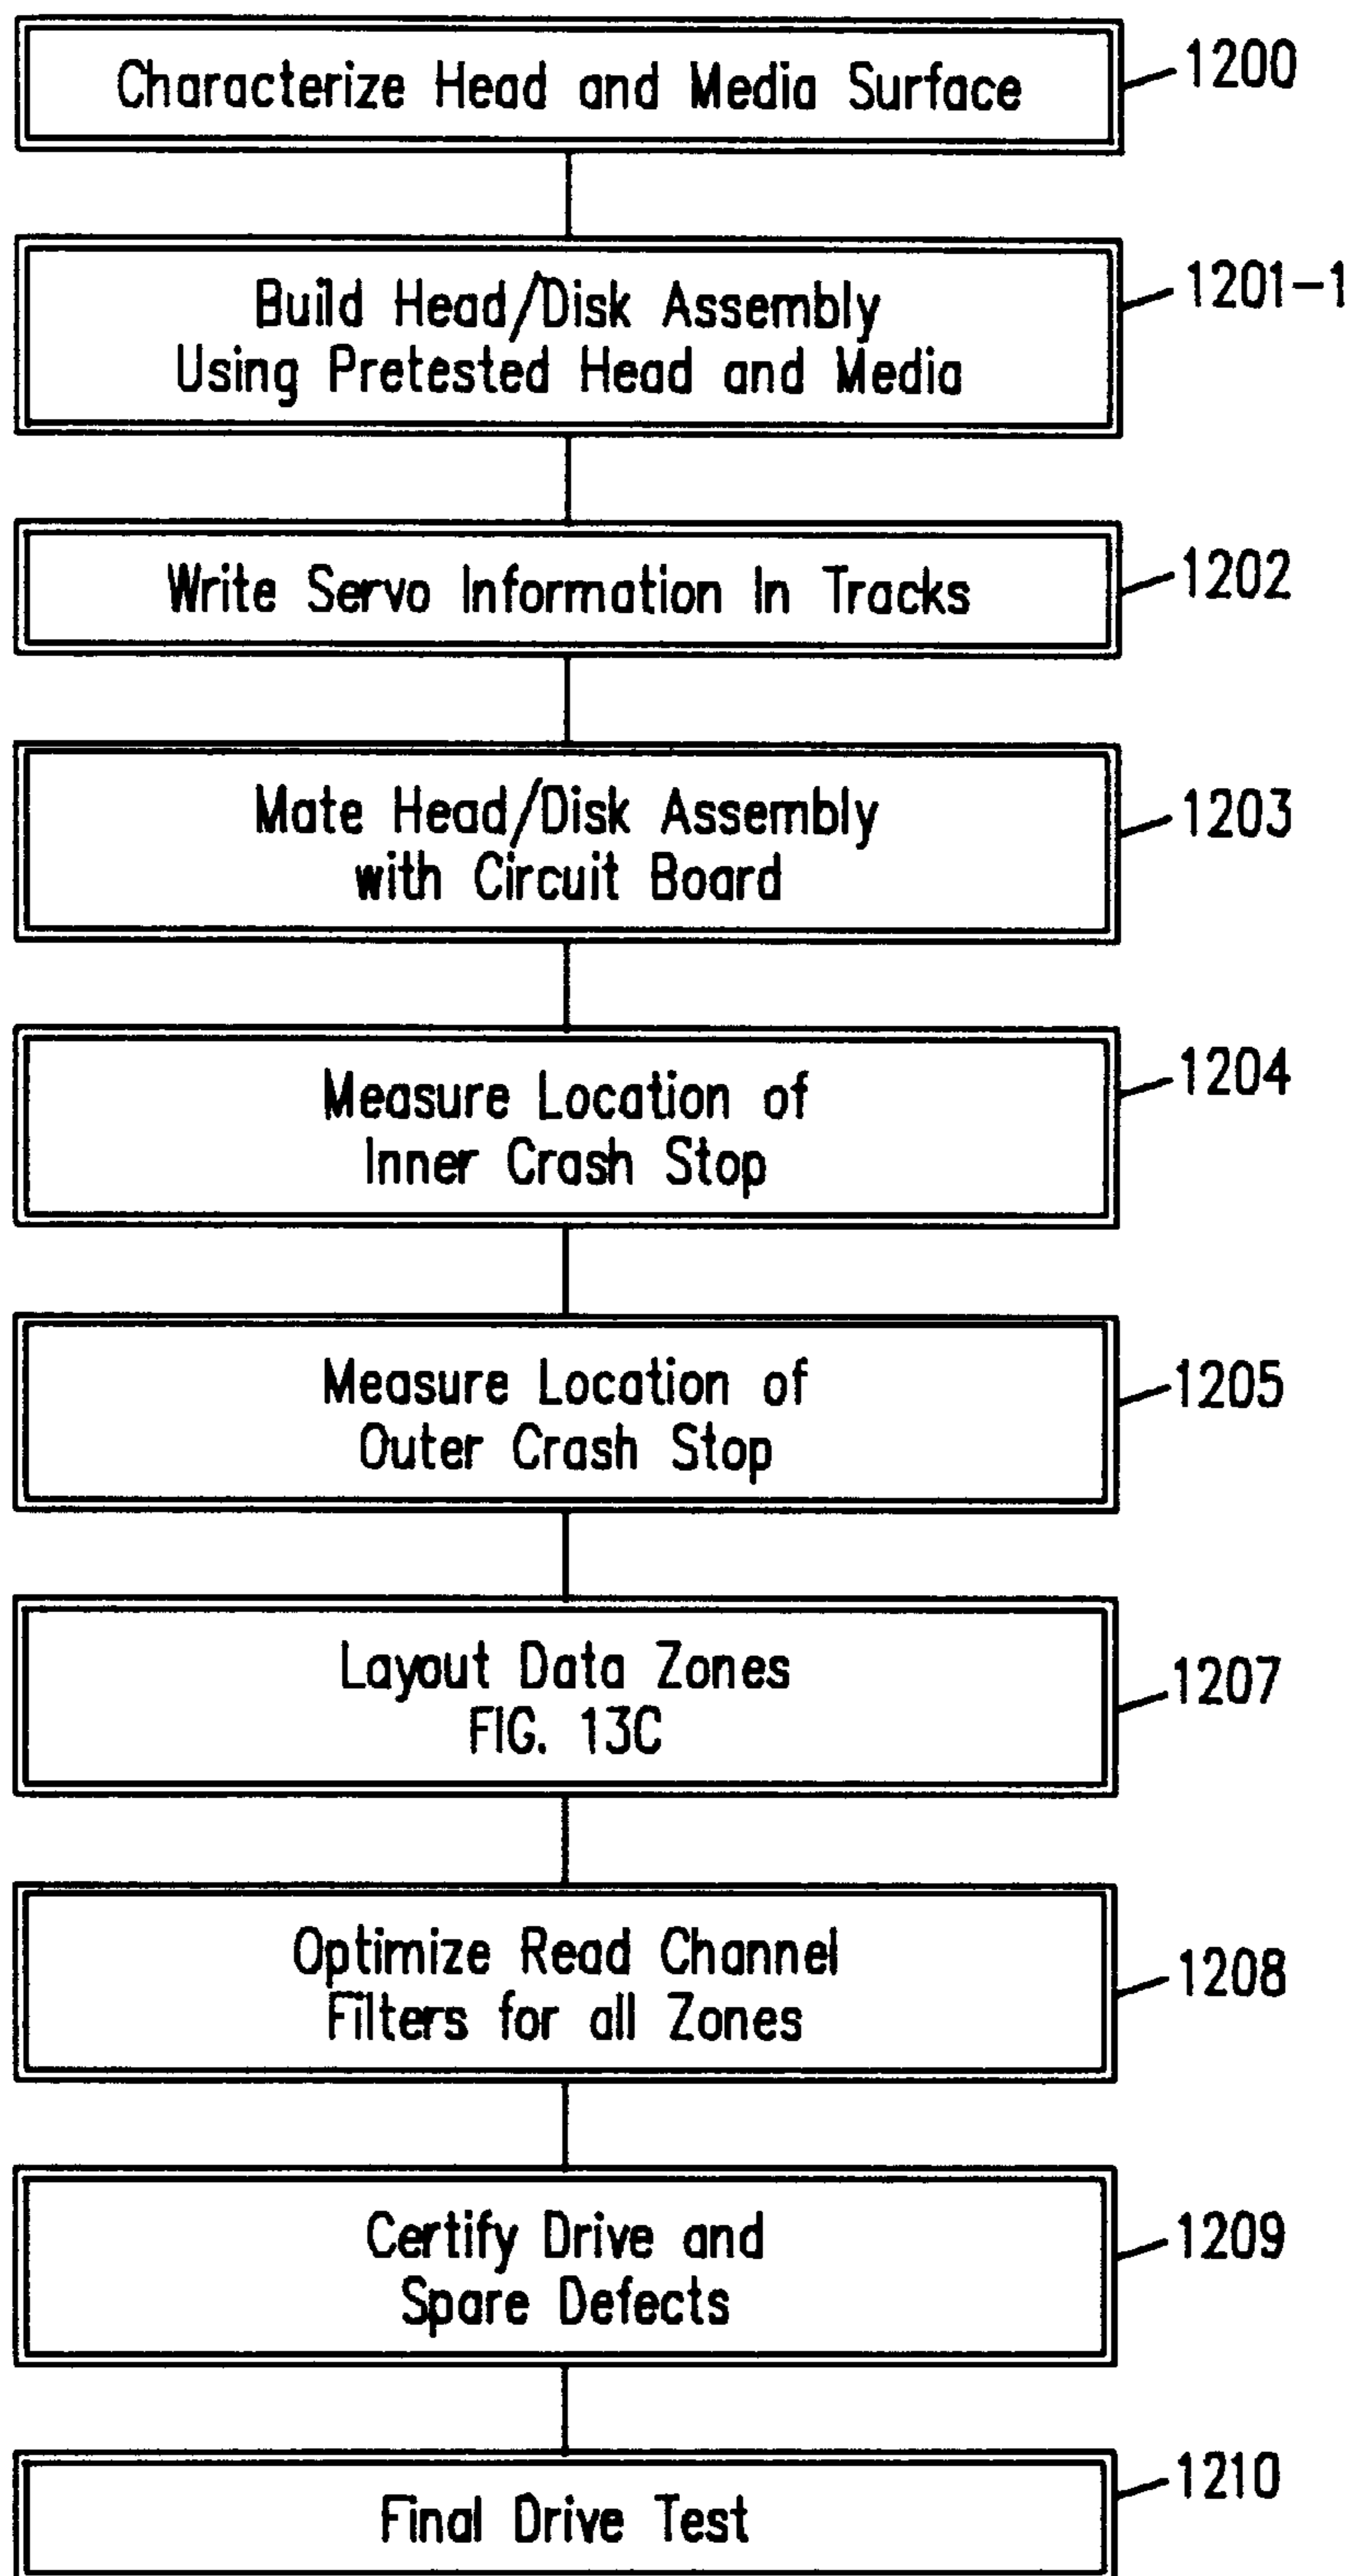 Characterize Head and Media Surface
1200
Build Head/Disk Assembly
Using Pretested Head and Media
1201-1
Write Servo Information In Tracks
1202
Mate Head/Disk Assembly
with Circuit Board
1203
Measure Location of
Inner Crash Stop
1204
Measure Location of
Outer Crash Stop
1205
Layout Data Zones
FIG. 13C
1207
Optimize Read Channel
Filters for all Zones
1208
Certify Drive and
Spare Defects
1209
Final Drive Test
1210